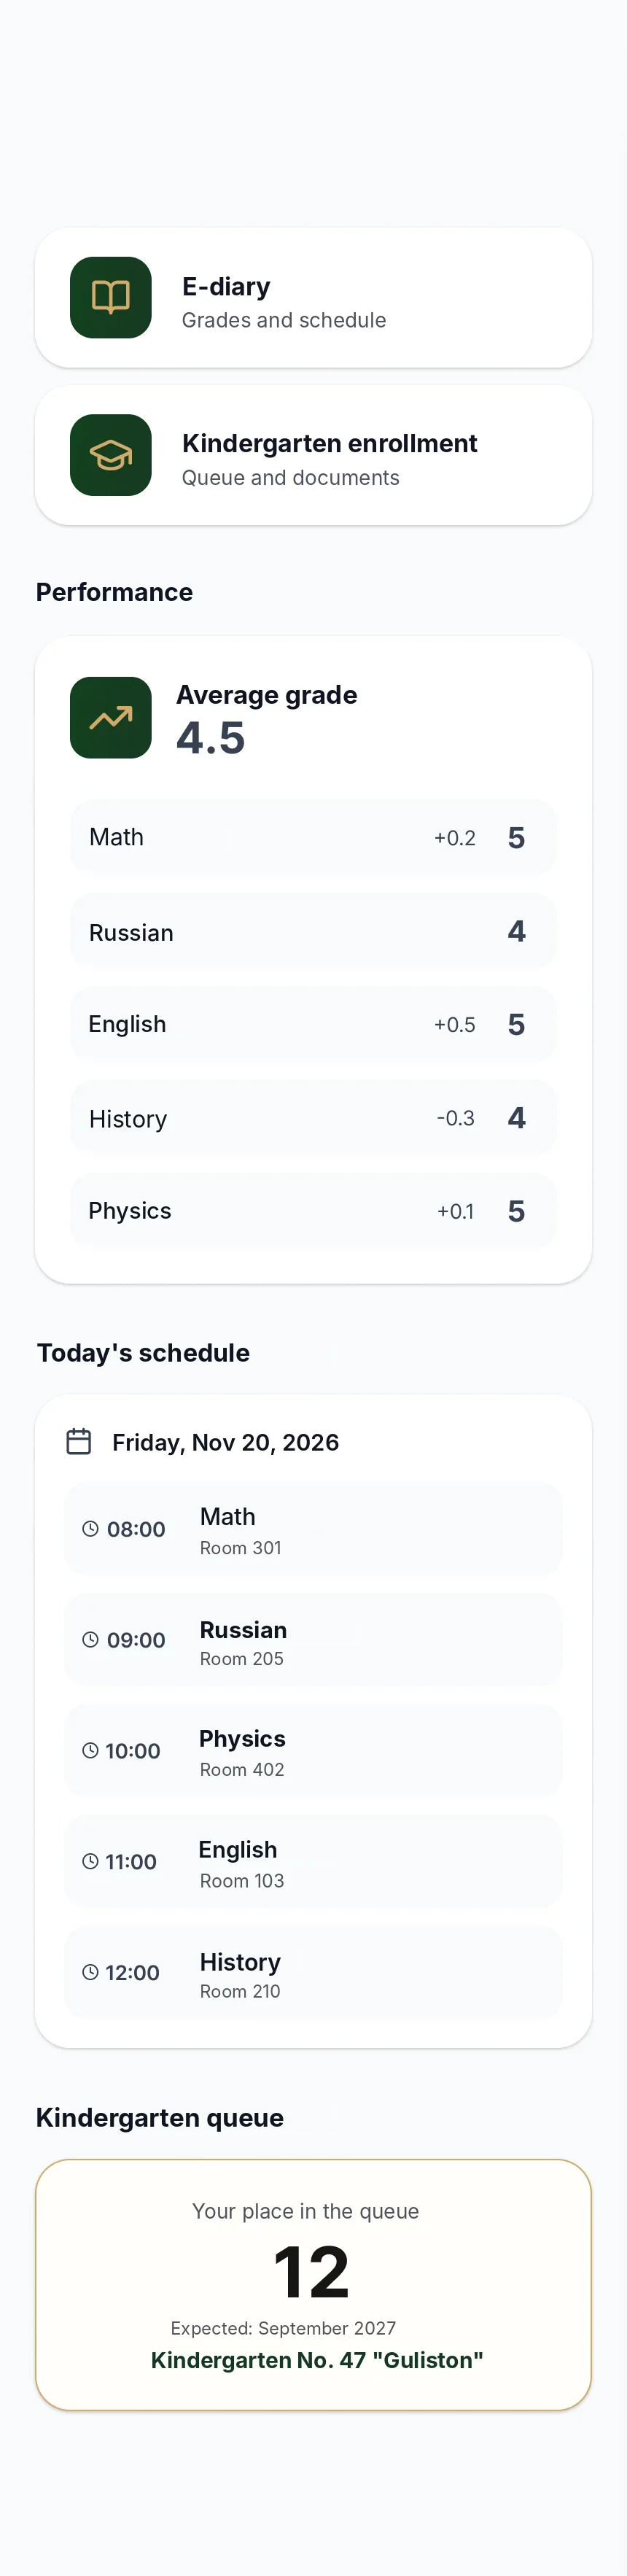 E-diary
Grades and schedule
Kindergarten enrollment
Queue and documents
Performance
Average grade
4.5
Math +0.2 5
Russian 4
English +0.5 5
History -0.3 4
Physics +0.1 5
Today's schedule
Friday, Nov 20, 2026
08:00 Math
Room 301
09:00 Russian
Room 205
10:00 Physics
Room 402
11:00 English
Room 103
12:00 History
Room 210
Kindergarten queue
Your place in the queue
12
Expected: September 2027
Kindergarten No. 47 "Guliston"